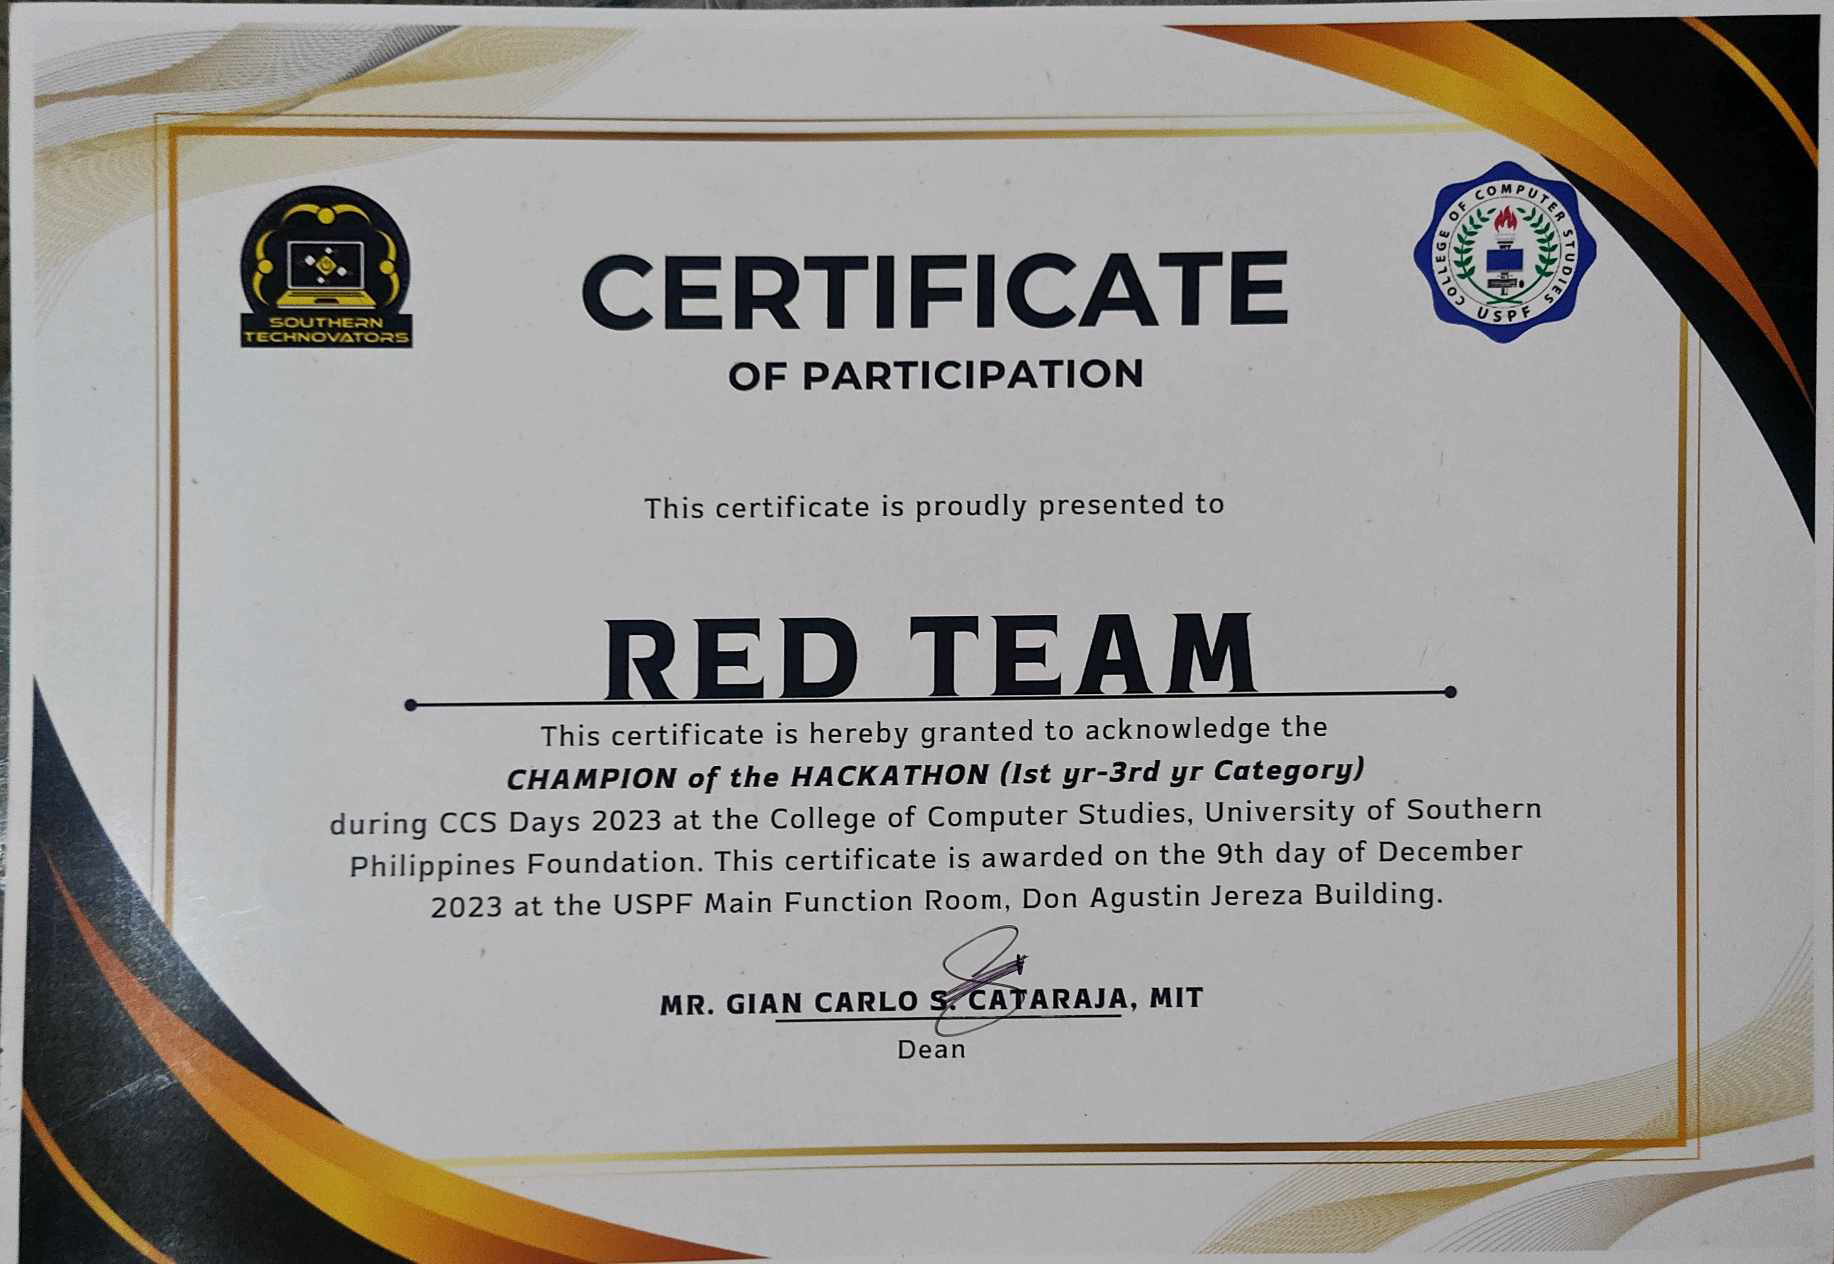 SOUTHERN
TECHNOVATORS
COLLEGE OF COMPUTER STUDIES
USPF
CERTIFICATE
OF PARTICIPATION
This certificate is proudly presented to
RED TEAM
This certificate is hereby granted to acknowledge the
CHAMPION of the HACKATHON (1st yr-3rd yr Category)
during CCS Days 2023 at the College of Computer Studies, University of Southern
Philippines Foundation. This certificate is awarded on the 9th day of December
2023 at the USPF Main Function Room, Don Agustin Jereza Building.
MR. GIAN CARLO S. CATARAJA, MIT
Dean